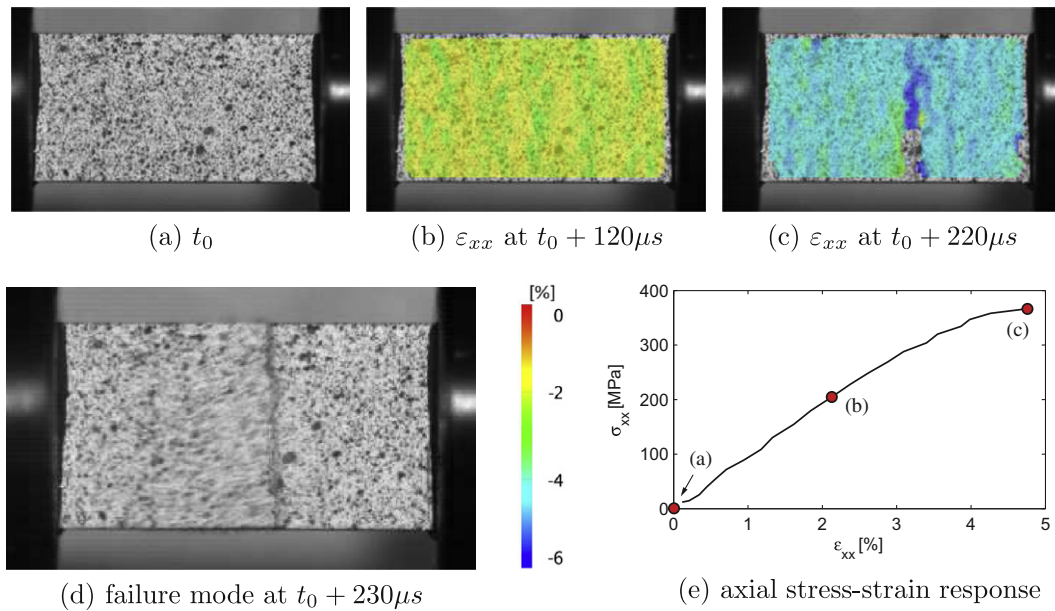 (a) t₀
(b) εₓₓ at t₀ + 120μs
(c) εₓₓ at t₀ + 220μs
[%]
0
-2
-4
-6
(d) failure mode at t₀ + 230μs
400
300
200
100
0
σₓₓ [MPa]
(a)
(b)
(c)
0 1 2 3 4 5
εₓₓ [%]
(e) axial stress-strain response